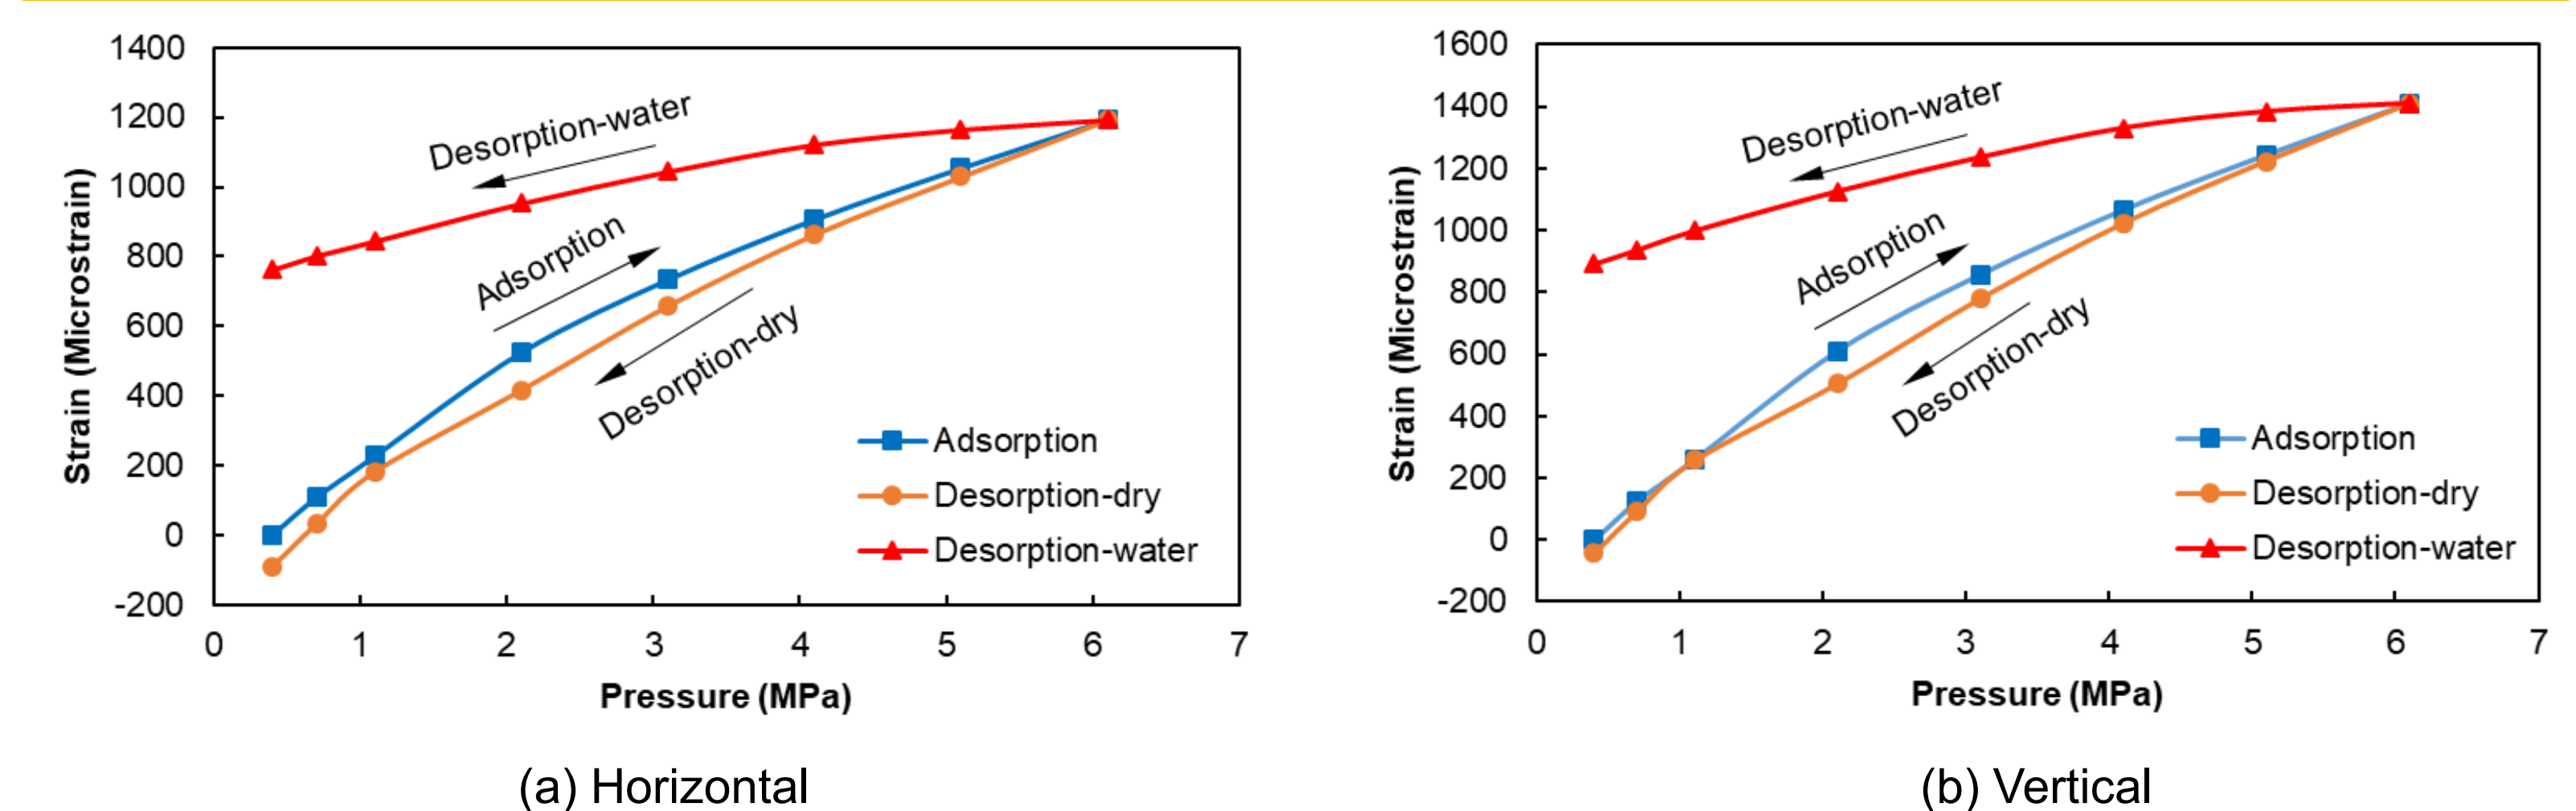 1400
1200
1000
800
600
400
200
0
-200
Strain (Microstrain)
Desorption-water
Adsorption
Desorption-dry
Adsorption
Desorption-dry
Desorption-water
0 1 2 3 4 5 6 7
Pressure (MPa)
(a) Horizontal
1600
1400
1200
1000
800
600
400
200
0
-200
Strain (Microstrain)
Desorption-water
Adsorption
Desorption-dry
Adsorption
Desorption-dry
Desorption-water
0 1 2 3 4 5 6 7
Pressure (MPa)
(b) Vertical